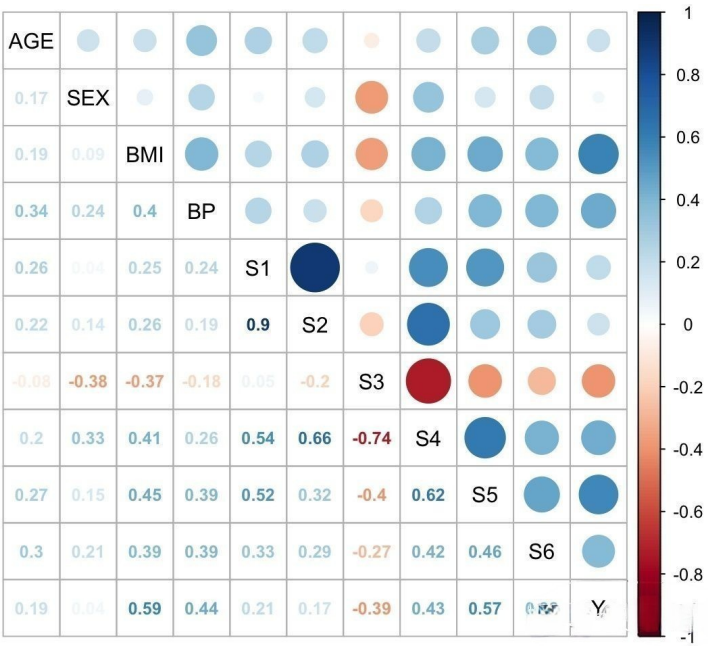 AGE
0.17 SEX
0.19 0.09 BMI
0.34 0.24 0.4 BP
0.26 0.04 0.25 0.24 S1
0.22 0.14 0.26 0.19 0.9 S2
-0.08 -0.38 -0.37 -0.18 0.05 -0.2 S3
0.2 0.33 0.41 0.26 0.54 0.66 -0.74 S4
0.27 0.15 0.45 0.39 0.52 0.32 -0.4 0.62 S5
0.3 0.21 0.39 0.39 0.33 0.29 -0.27 0.42 0.46 S6
0.19 0.04 0.59 0.44 0.21 0.17 -0.39 0.43 0.57 Y
1
0.8
0.6
0.4
0.2
0
-0.2
-0.4
-0.6
-0.8
-1